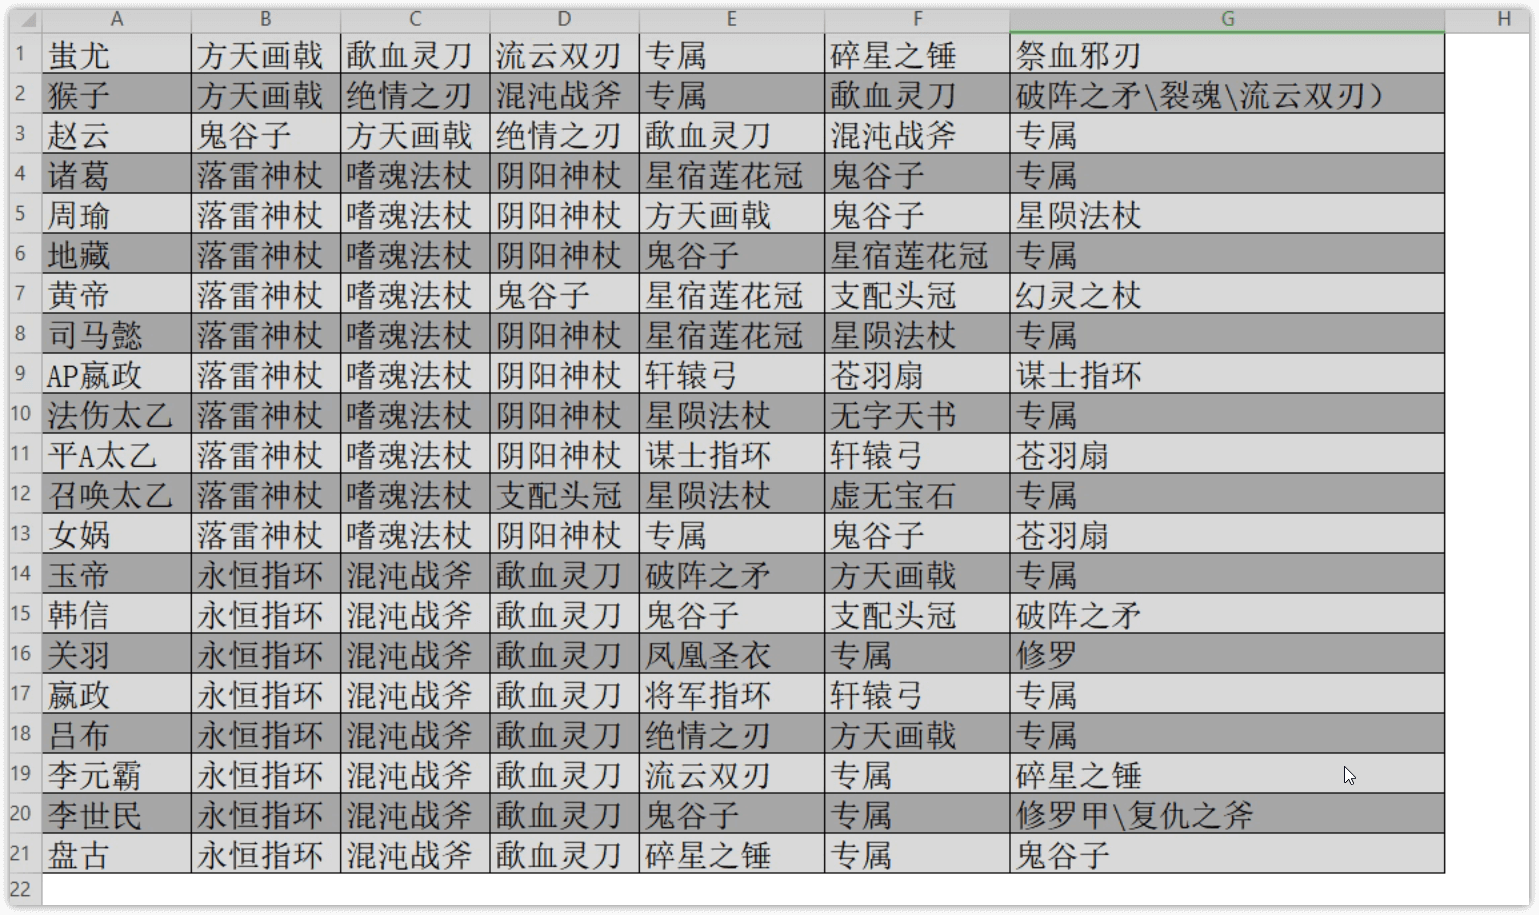 A B C D E F G H
1 蚩尤 方天画戟 歃血灵刀 流云双刃 专属 碎星之锤 祭血邪刃
2 猴子 方天画戟 绝情之刃 混沌战斧 专属 歃血灵刀 破阵之矛\裂魂\流云双刃）
3 赵云 鬼谷子 方天画戟 绝情之刃 歃血灵刀 混沌战斧 专属
4 诸葛 落雷神杖 嗜魂法杖 阴阳神杖 星宿莲花冠 鬼谷子 专属
5 周瑜 落雷神杖 嗜魂法杖 阴阳神杖 方天画戟 鬼谷子 星陨法杖
6 地藏 落雷神杖 嗜魂法杖 阴阳神杖 鬼谷子 星宿莲花冠 专属
7 黄帝 落雷神杖 嗜魂法杖 鬼谷子 星宿莲花冠 支配头冠 幻灵之杖
8 司马懿 落雷神杖 嗜魂法杖 阴阳神杖 星宿莲花冠 星陨法杖 专属
9 AP嬴政 落雷神杖 嗜魂法杖 阴阳神杖 轩辕弓 苍羽扇 谋士指环
10 法伤太乙 落雷神杖 嗜魂法杖 阴阳神杖 星陨法杖 无字天书 专属
11 平A太乙 落雷神杖 嗜魂法杖 阴阳神杖 谋士指环 轩辕弓 苍羽扇
12 召唤太乙 落雷神杖 嗜魂法杖 支配头冠 星陨法杖 虚无宝石 专属
13 女娲 落雷神杖 嗜魂法杖 阴阳神杖 专属 鬼谷子 苍羽扇
14 玉帝 永恒指环 混沌战斧 歃血灵刀 破阵之矛 方天画戟 专属
15 韩信 永恒指环 混沌战斧 歃血灵刀 鬼谷子 支配头冠 破阵之矛
16 关羽 永恒指环 混沌战斧 歃血灵刀 凤凰圣衣 专属 修罗
17 嬴政 永恒指环 混沌战斧 歃血灵刀 将军指环 轩辕弓 专属
18 吕布 永恒指环 混沌战斧 歃血灵刀 绝情之刃 方天画戟 专属
19 李元霸 永恒指环 混沌战斧 歃血灵刀 流云双刃 专属 碎星之锤
20 李世民 永恒指环 混沌战斧 歃血灵刀 鬼谷子 专属 修罗甲\复仇之斧
21 盘古 永恒指环 混沌战斧 歃血灵刀 碎星之锤 专属 鬼谷子
22